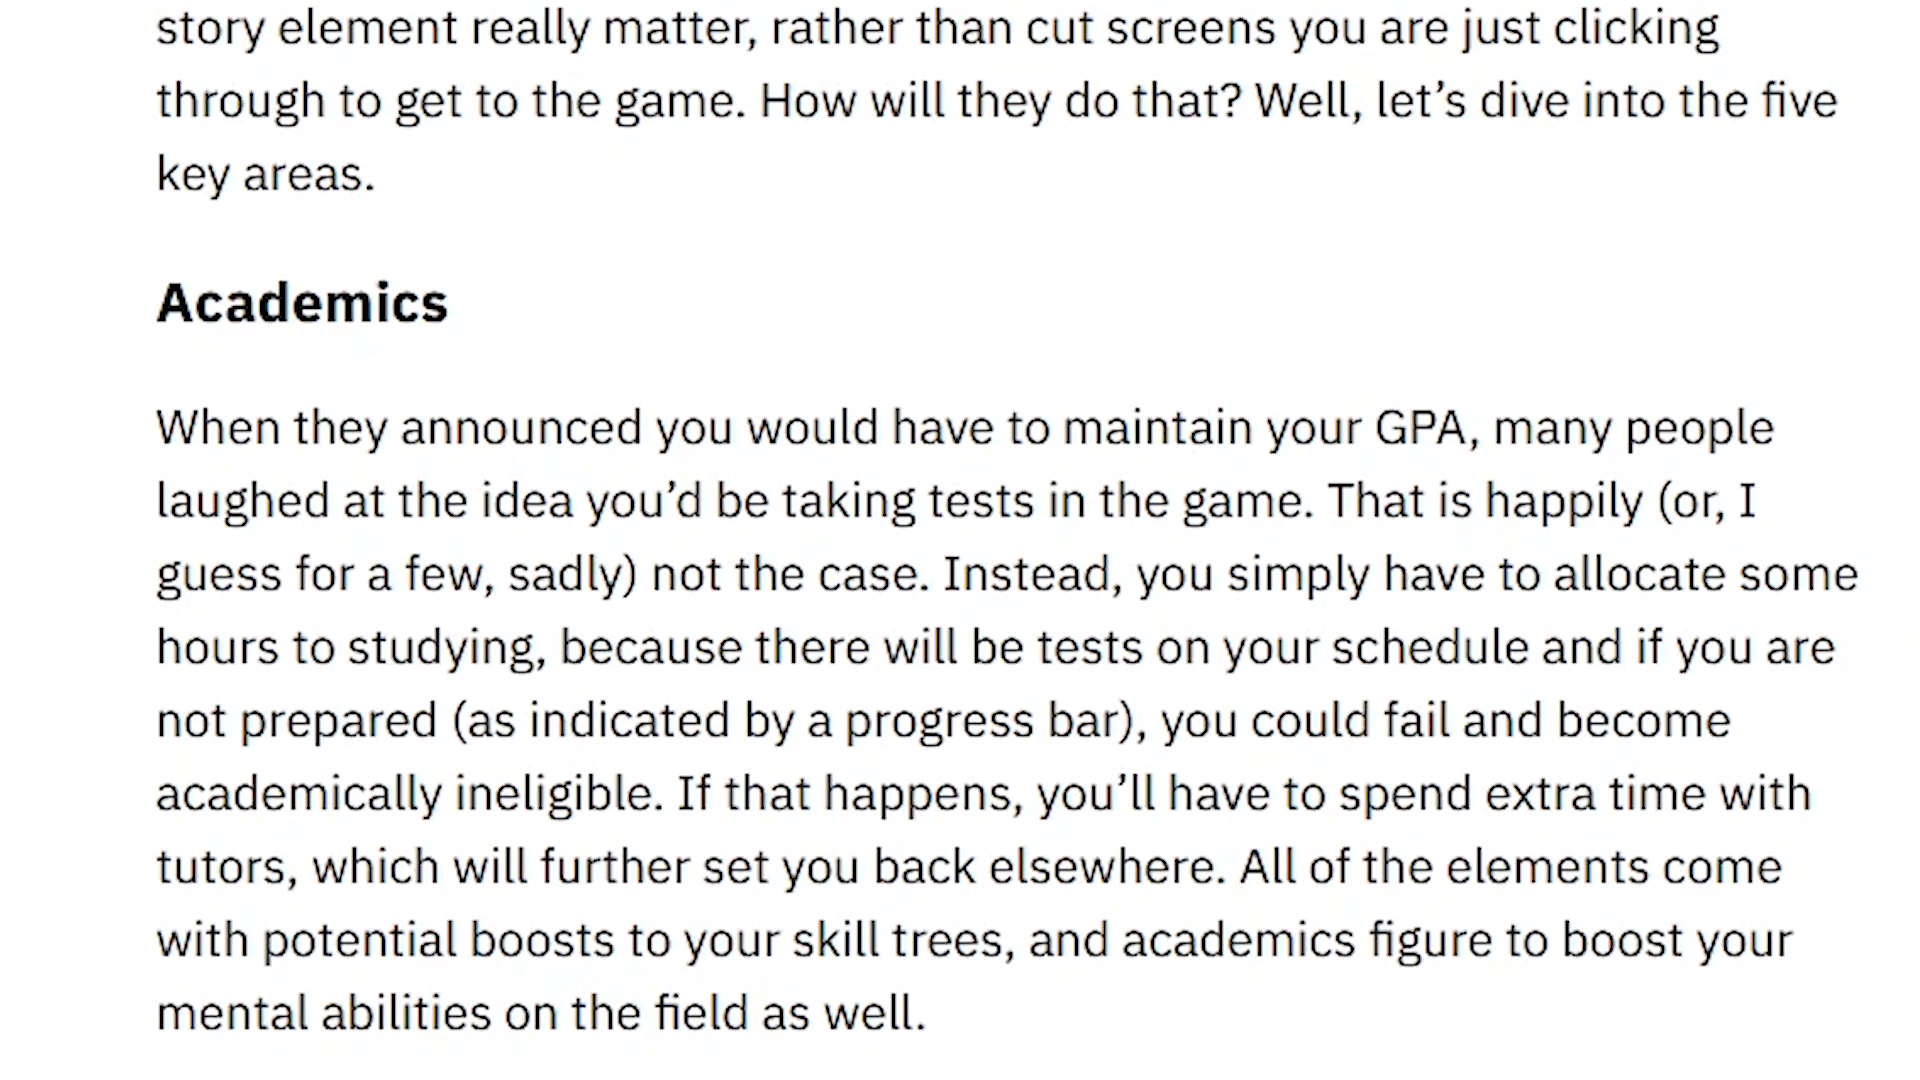 story element really matter, rather than cut screens you are just clicking
through to get to the game. How will they do that? Well, let’s dive into the five
key areas.
Academics
When they announced you would have to maintain your GPA, many people
laughed at the idea you’d be taking tests in the game. That is happily (or, I
guess for a few, sadly) not the case. Instead, you simply have to allocate some
hours to studying, because there will be tests on your schedule and if you are
not prepared (as indicated by a progress bar), you could fail and become
academically ineligible. If that happens, you’ll have to spend extra time with
tutors, which will further set you back elsewhere. All of the elements come
with potential boosts to your skill trees, and academics figure to boost your
mental abilities on the field as well.